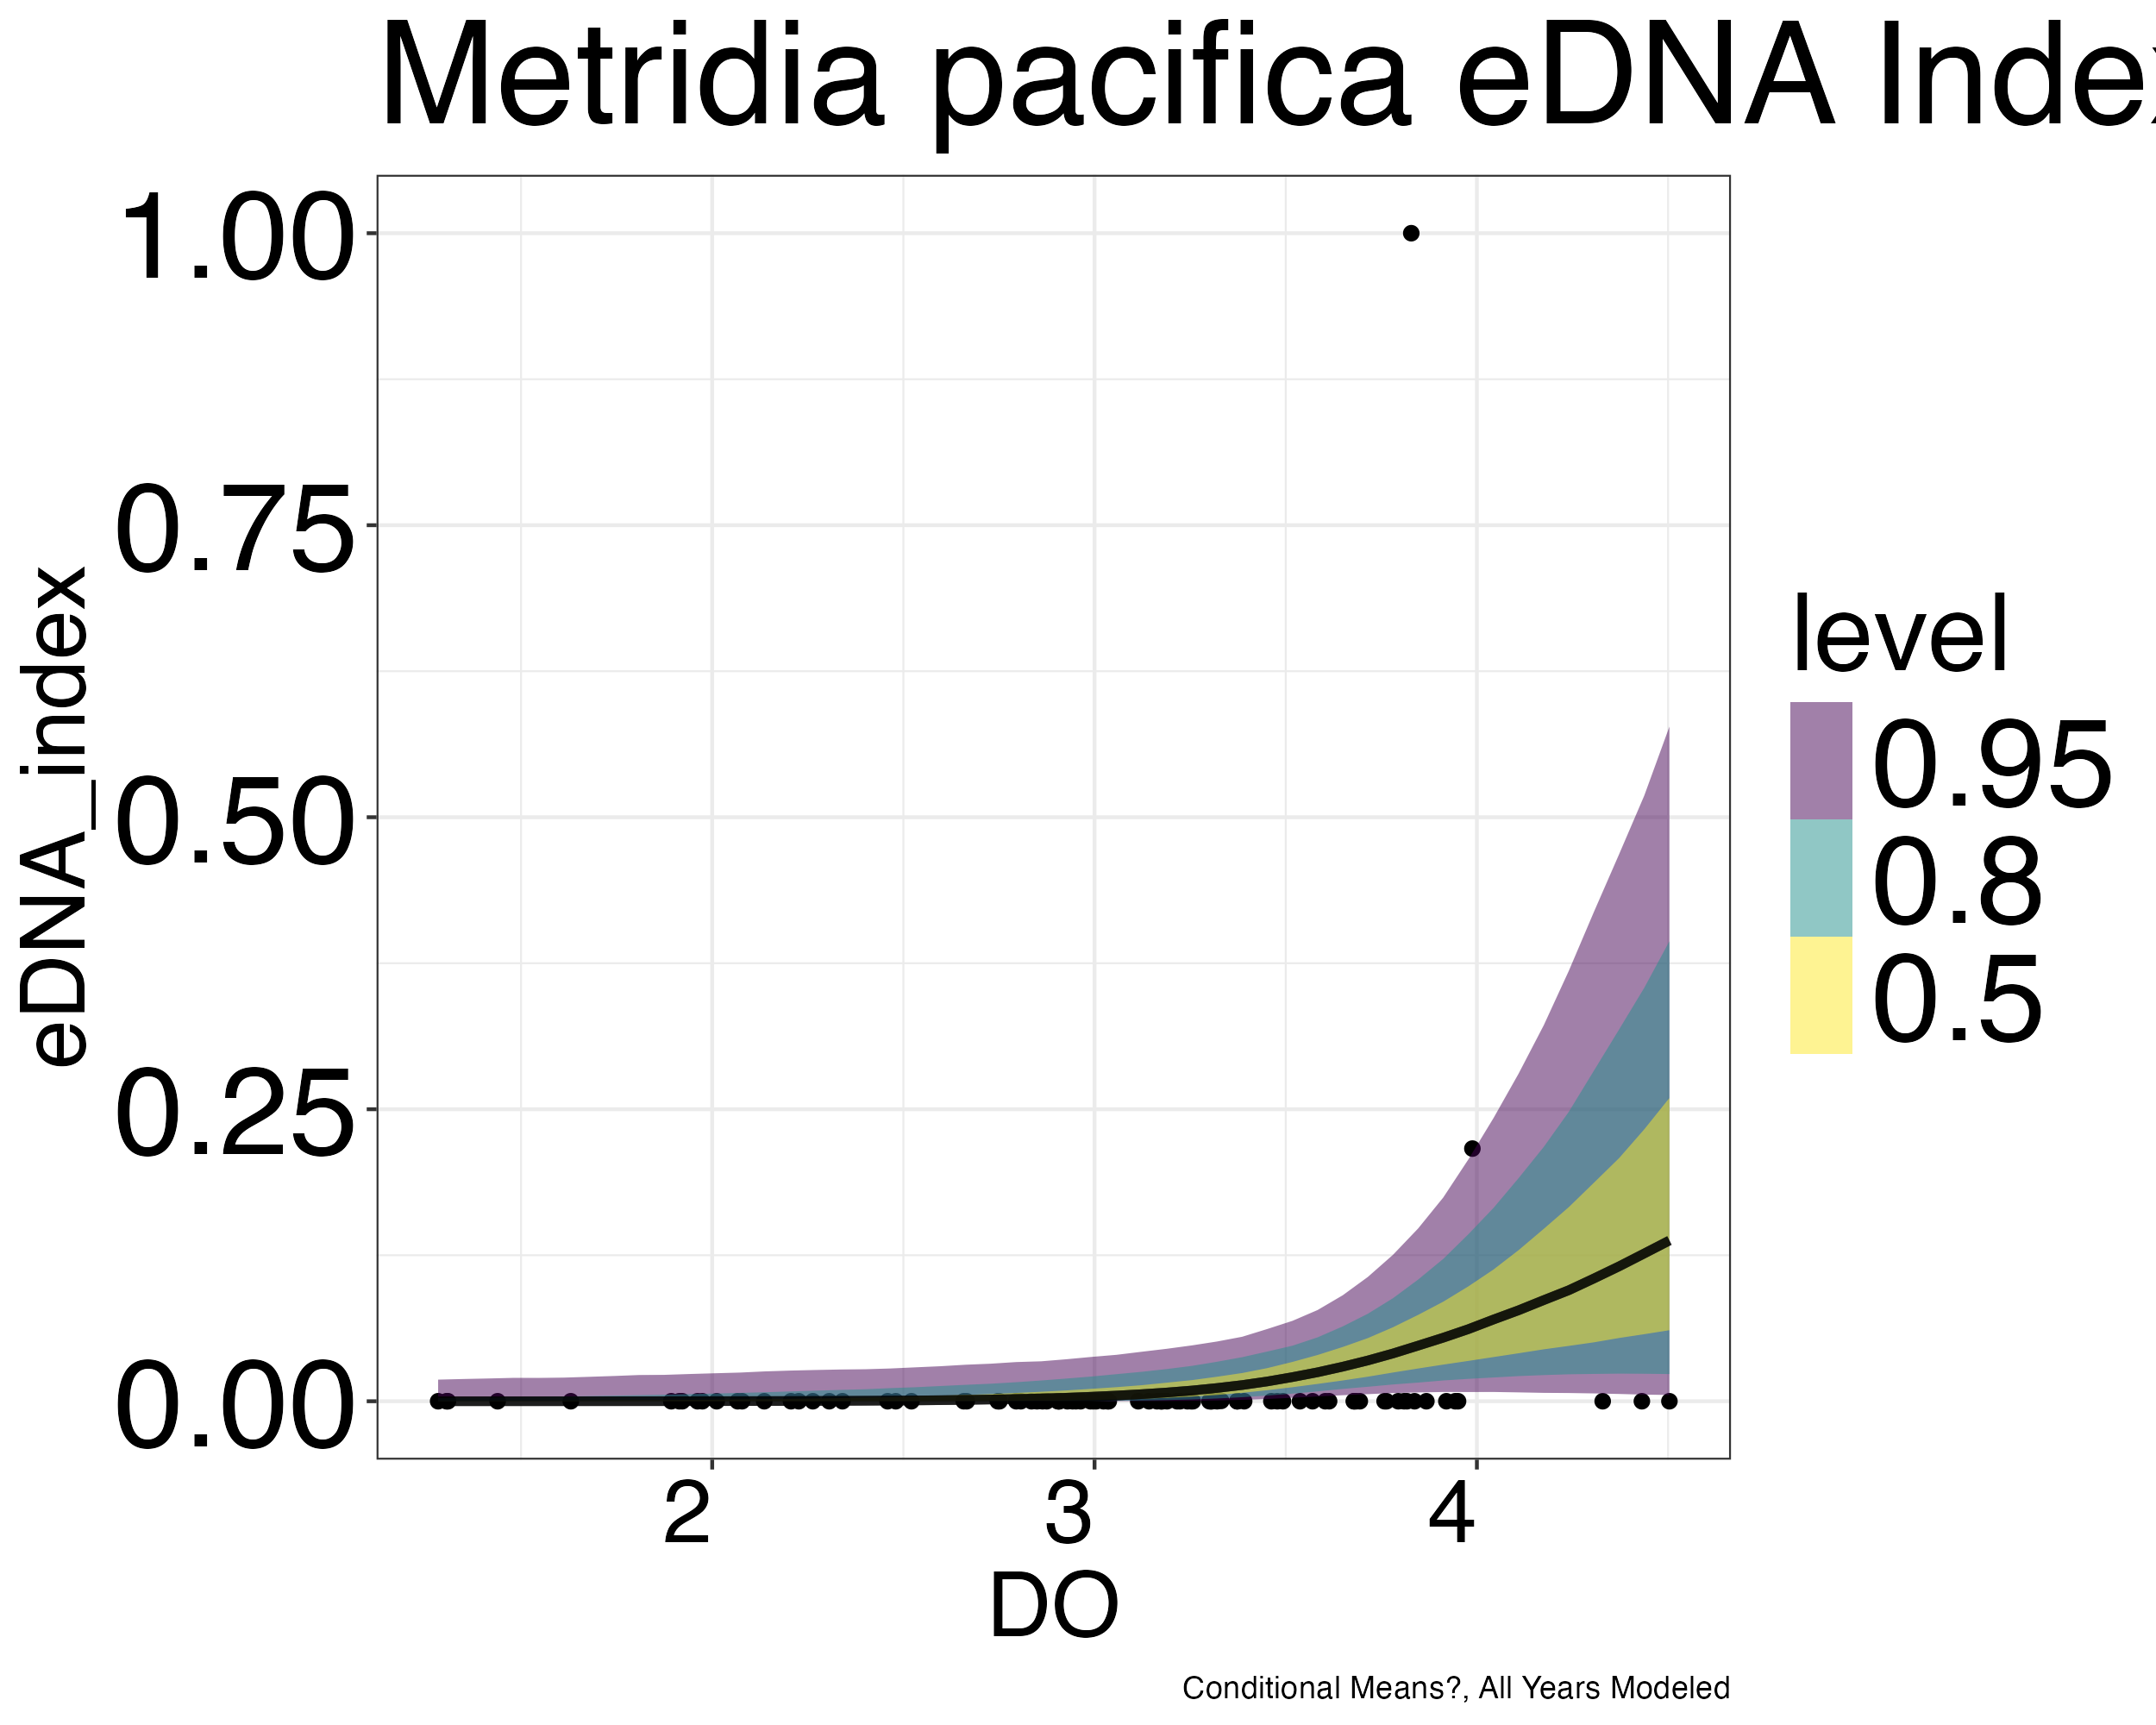 Metridia pacifica eDNA Index
1.00
0.75
0.50
0.25
0.00
eDNA_index
2 3 4
DO
level
0.95
0.8
0.5
Conditional Means?, All Years Modeled